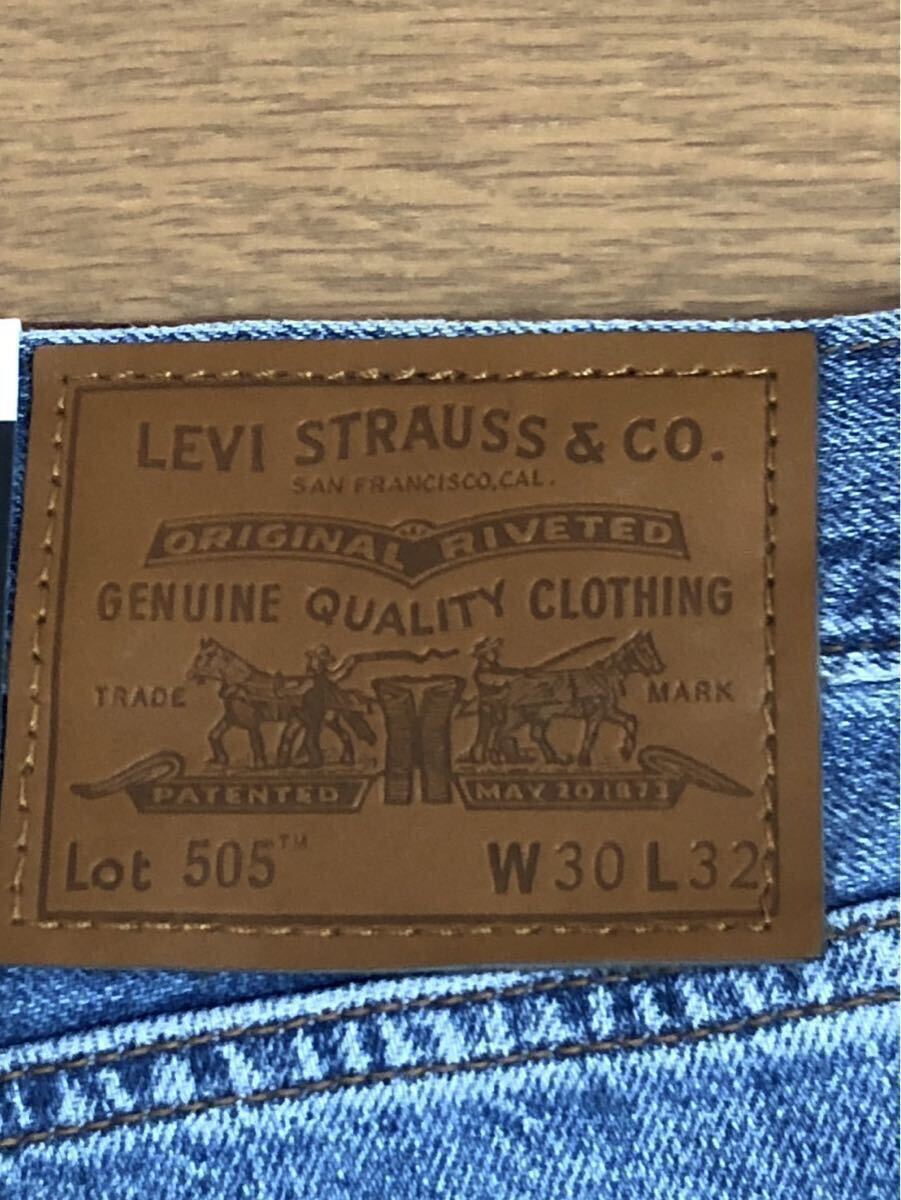 LEVI STRAUSS & CO.
SAN FRANCISCO, CAL.
ORIGINAL RIVETED
GENUINE QUALITY CLOTHING
TRADE MARK
PATENTED MAY 20 1873
Lot 505™ W30 L32